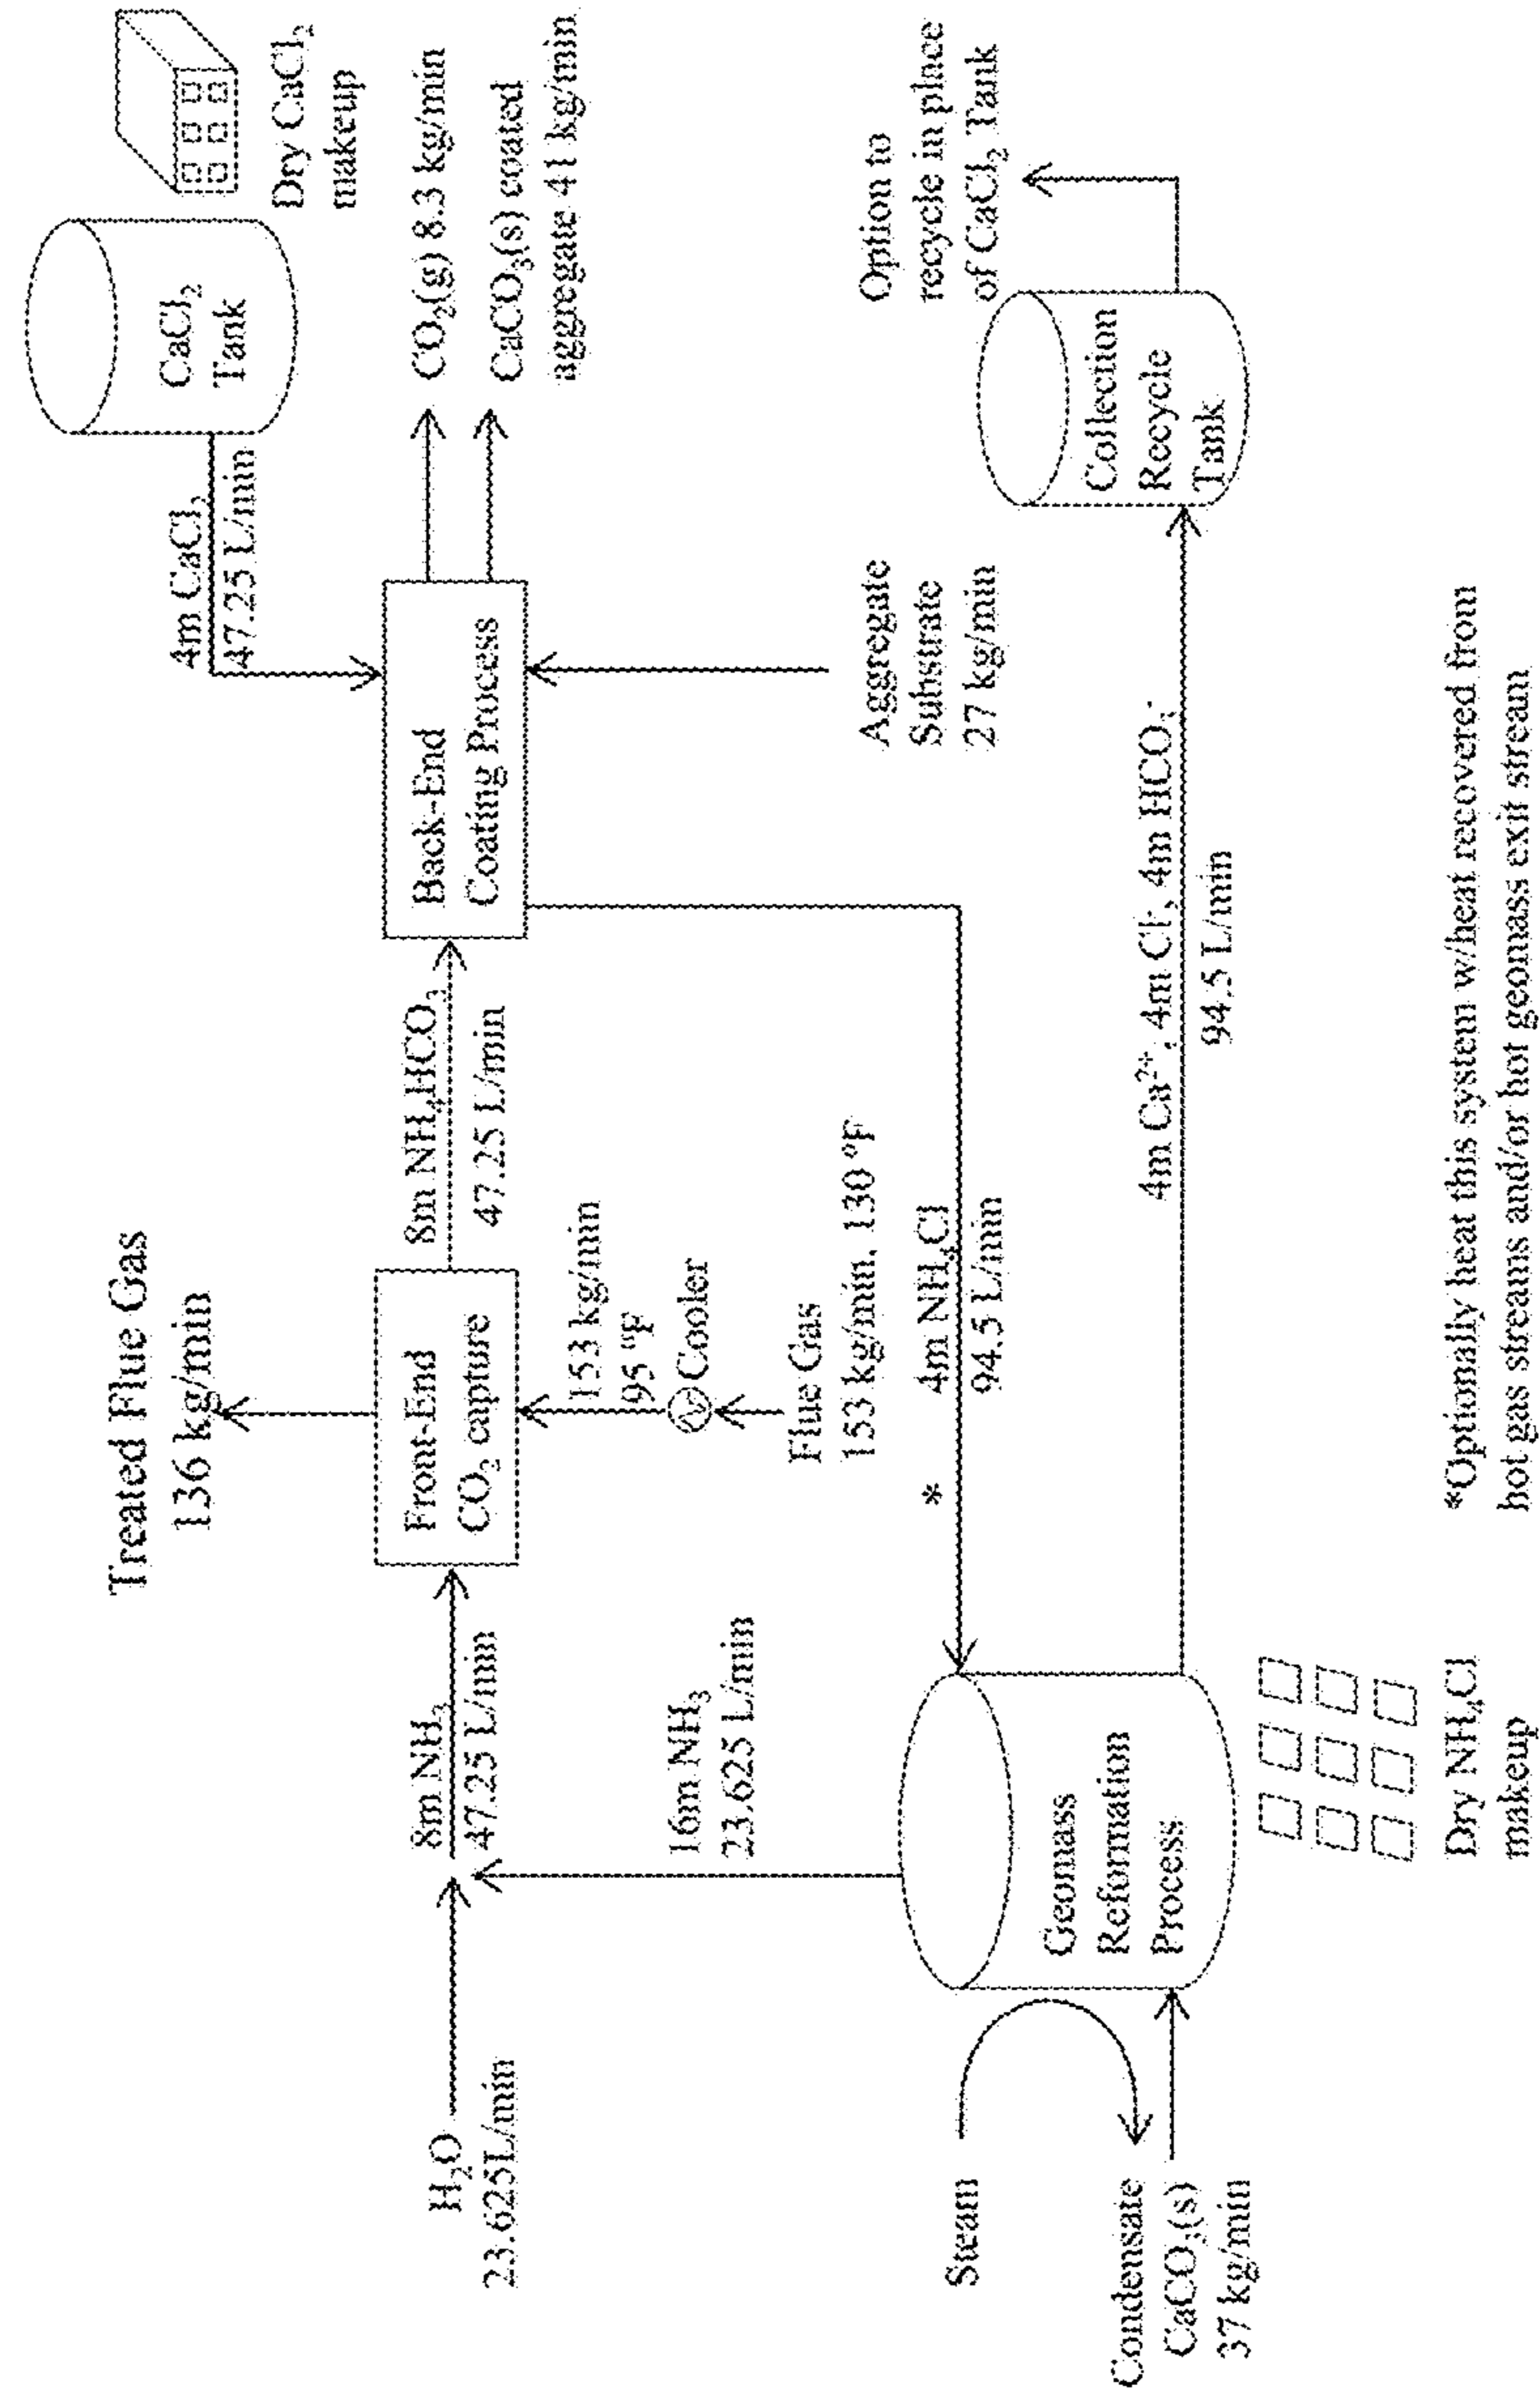 Treated Flue Gas
136 kg/min
CaCl₂
Tank
Dry CaCl₂
makeup
4m CaCl₂
47.25 L/min
H₂O
23.625L/min
8m NH₃
47.25 L/min
Front-End
CO₂ capture
8m NH₄HCO₃
47.25 L/min
Back-End
Coating Process
CO₂(g) 8.3 kg/min
CaCO₃(s) coated
aggregate 41 kg/min
153 kg/min
95 °F
Cooler
Flue Gas
153 kg/min, 130 °F
16m NH₃
23.625 L/min
Aggregate
Substrate
27 kg/min
*
4m NH₄Cl
94.5 L/min
Option to
recycle in place
of CaCl₂ Tank
Steam
Condensate
CaCO₃(s)
37 kg/min
Geomass
Reformation
Process
4m Ca²⁺, 4m Cl⁻, 4m HCO₃⁻
94.5 L/min
Collection
Recycle
Tank
Dry NH₄Cl
makeup
*Optionally heat this system w/heat recovered from
hot gas streams and/or hot geomass exit stream